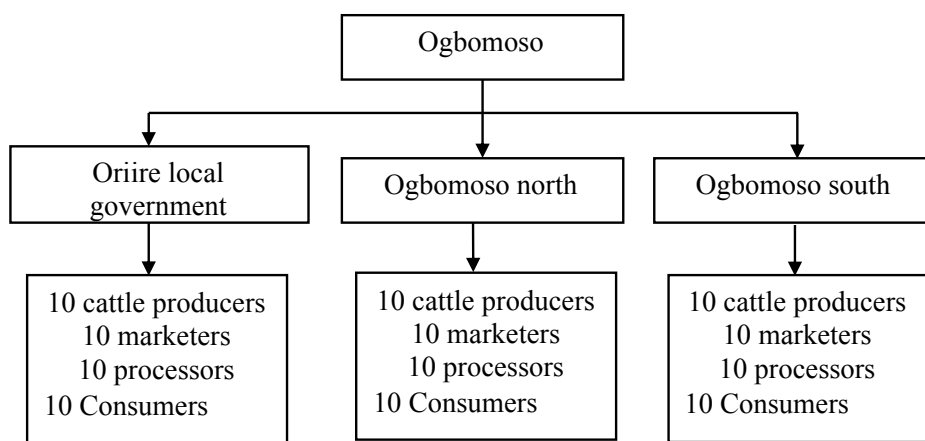 Ogbomoso
Oriire local
government
Ogbomoso north
Ogbomoso south
10 cattle producers
10 marketers
10 processors
10 Consumers
10 cattle producers
10 marketers
10 processors
10 Consumers
10 cattle producers
10 marketers
10 processors
10 Consumers